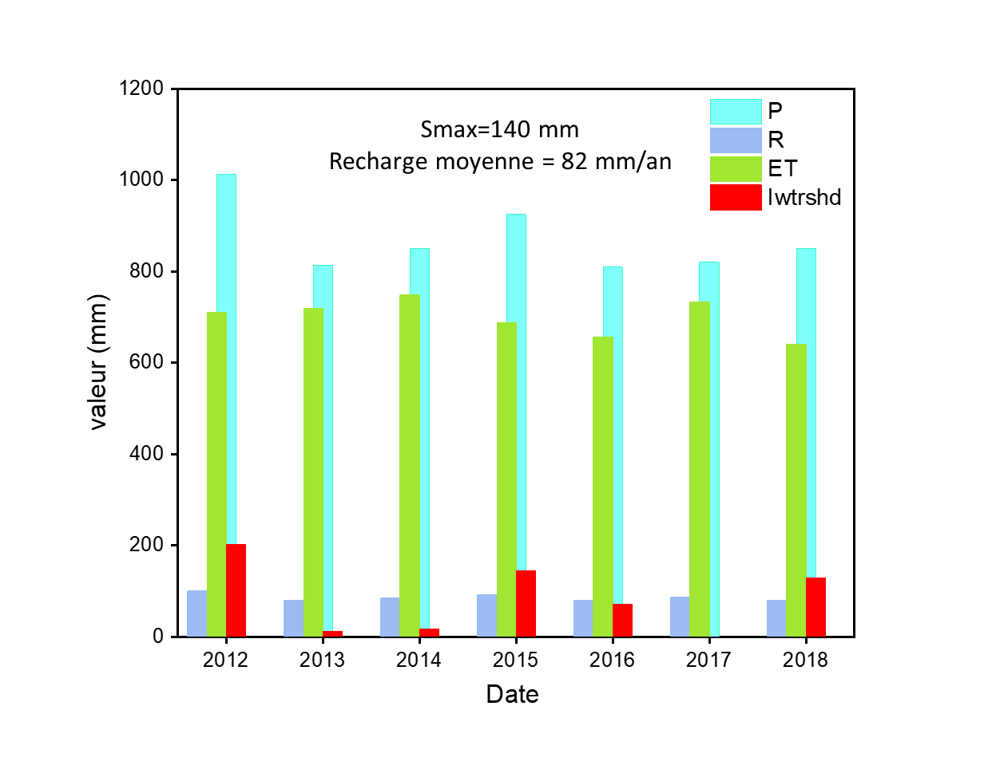 1200
1000
800
600
400
200
0
valeur (mm)
Smax=140 mm
Recharge moyenne = 82 mm/an
P
R
ET
Iwtrshd
2012 2013 2014 2015 2016 2017 2018
Date